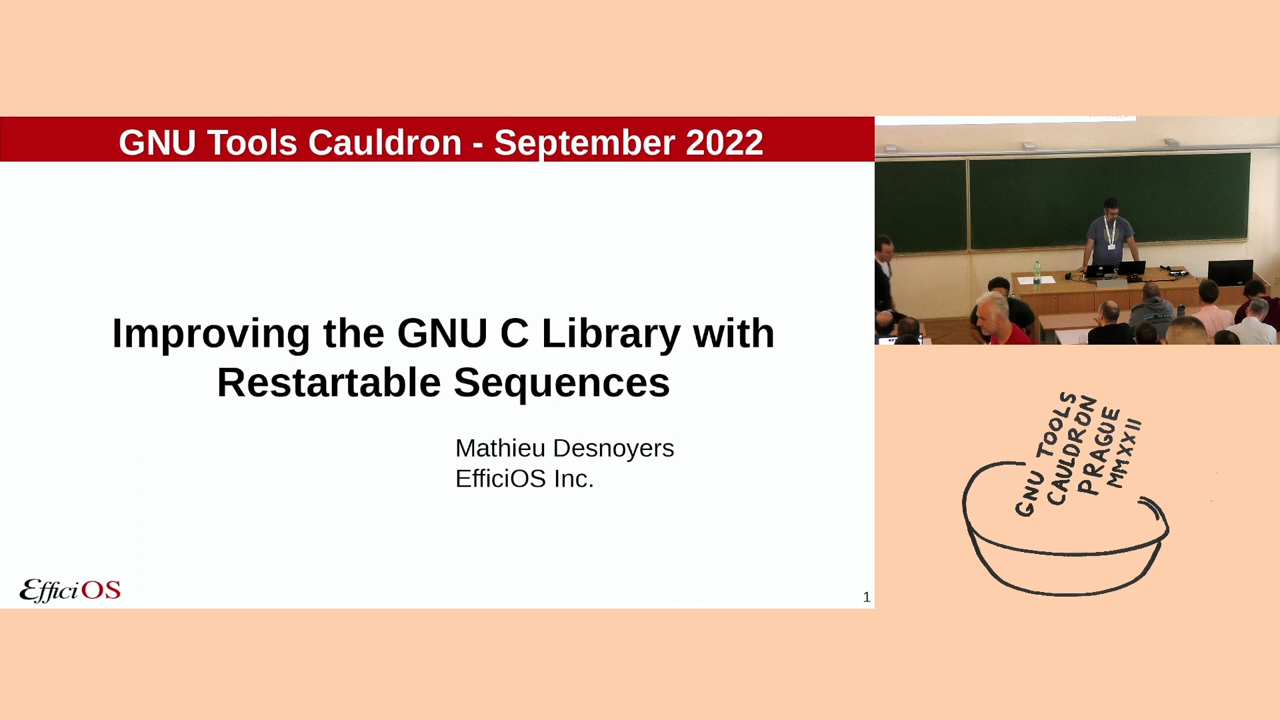 GNU Tools Cauldron - September 2022
Improving the GNU C Library with
Restartable Sequences
Mathieu Desnoyers
EfficiOS Inc.
EfficiOS
1
GNU TOOLS
CAULDRON
PRAGUE
MMXXII